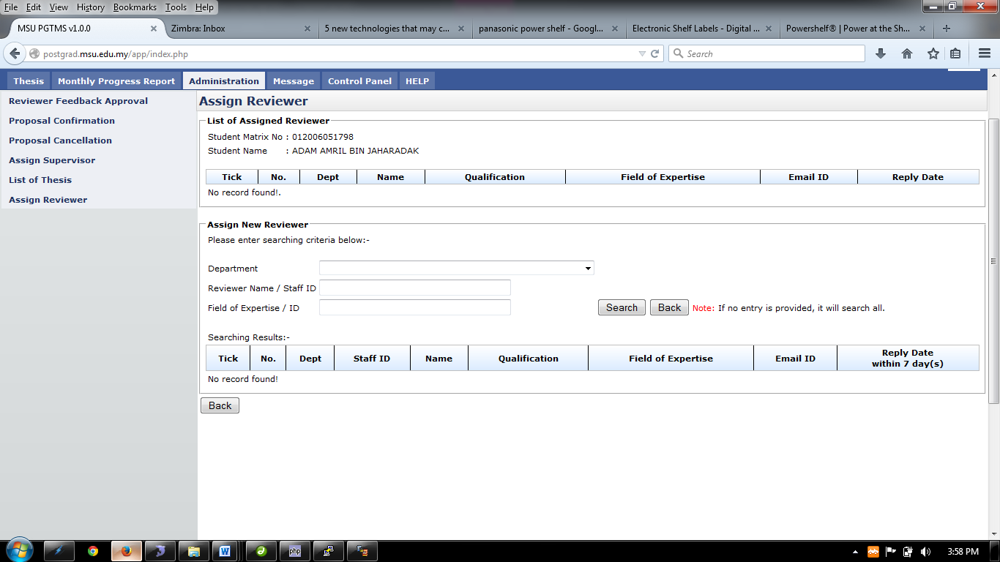 File Edit View History Bookmarks Tools Help
MSU PGTMS v1.0.0
Zimbra: Inbox
5 new technologies that may c...
panasonic power shelf - Googl...
Electronic Shelf Labels - Digital ...
Powershelf® | Power at the Sh...
postgrad.msu.edu.my/app/index.php
Search
Thesis Monthly Progress Report Administration Message Control Panel HELP
Reviewer Feedback Approval
Proposal Confirmation
Proposal Cancellation
Assign Supervisor
List of Thesis
Assign Reviewer
Assign Reviewer
List of Assigned Reviewer
Student Matrix No : 012006051798
Student Name : ADAM AMRIL BIN JAHARADAK
Tick No. Dept Name Qualification Field of Expertise Email ID Reply Date
No record found!.
Assign New Reviewer
Please enter searching criteria below:-
Department
Reviewer Name / Staff ID
Field of Expertise / ID Search Back Note: If no entry is provided, it will search all.
Searching Results:-
Tick No. Dept Staff ID Name Qualification Field of Expertise Email ID Reply Date
within 7 day(s)
No record found!
Back
php
3:58 PM